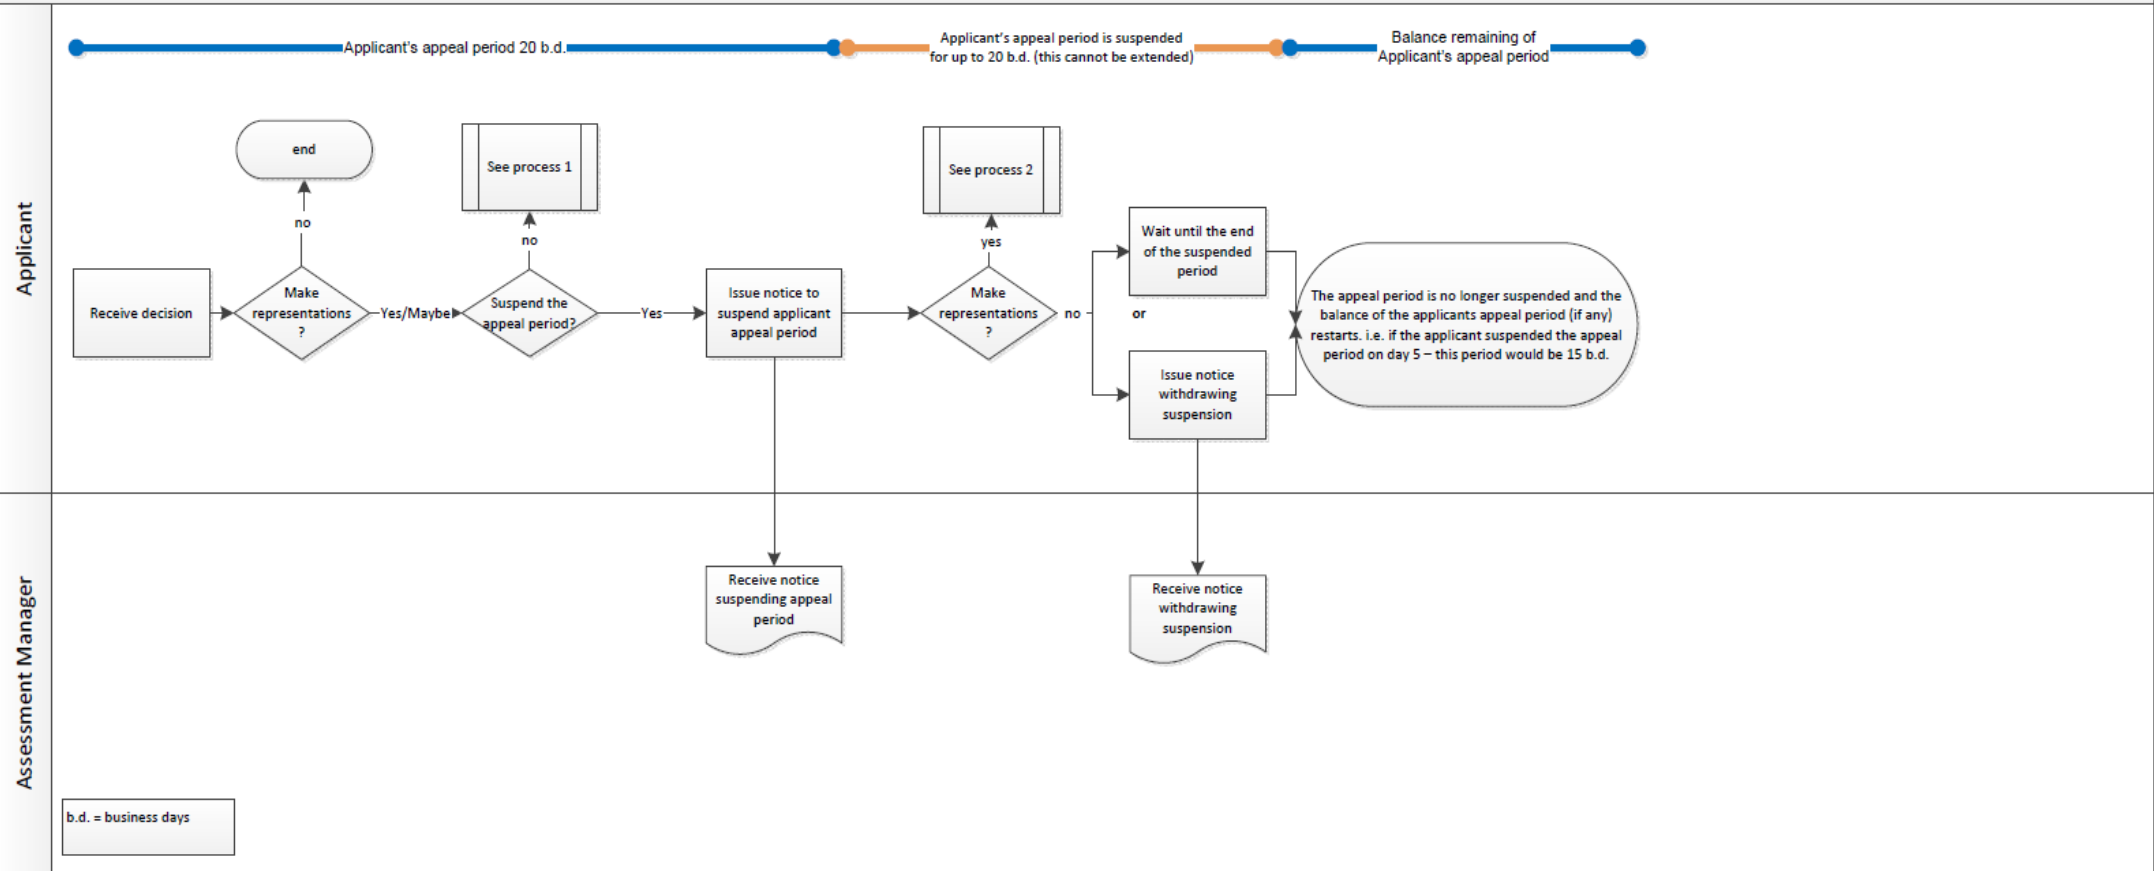 Applicant
Applicant's appeal period 20 b.d.
Applicant's appeal period is suspended
for up to 20 b.d. (this cannot be extended)
Balance remaining of
Applicant's appeal period
end
no
See process 1
no
Receive decision
Make
representations
?
Yes/Maybe
Suspend the
appeal period?
Yes
Issue notice to
suspend applicant
appeal period
See process 2
yes
Make
representations
?
no
Wait until the end
of the suspended
period
or
Issue notice
withdrawing
suspension
The appeal period is no longer suspended and the
balance of the applicants appeal period (if any)
restarts. i.e. if the applicant suspended the appeal
period on day 5 – this period would be 15 b.d.
Assessment Manager
Receive notice
suspending appeal
period
Receive notice
withdrawing
suspension
b.d. = business days